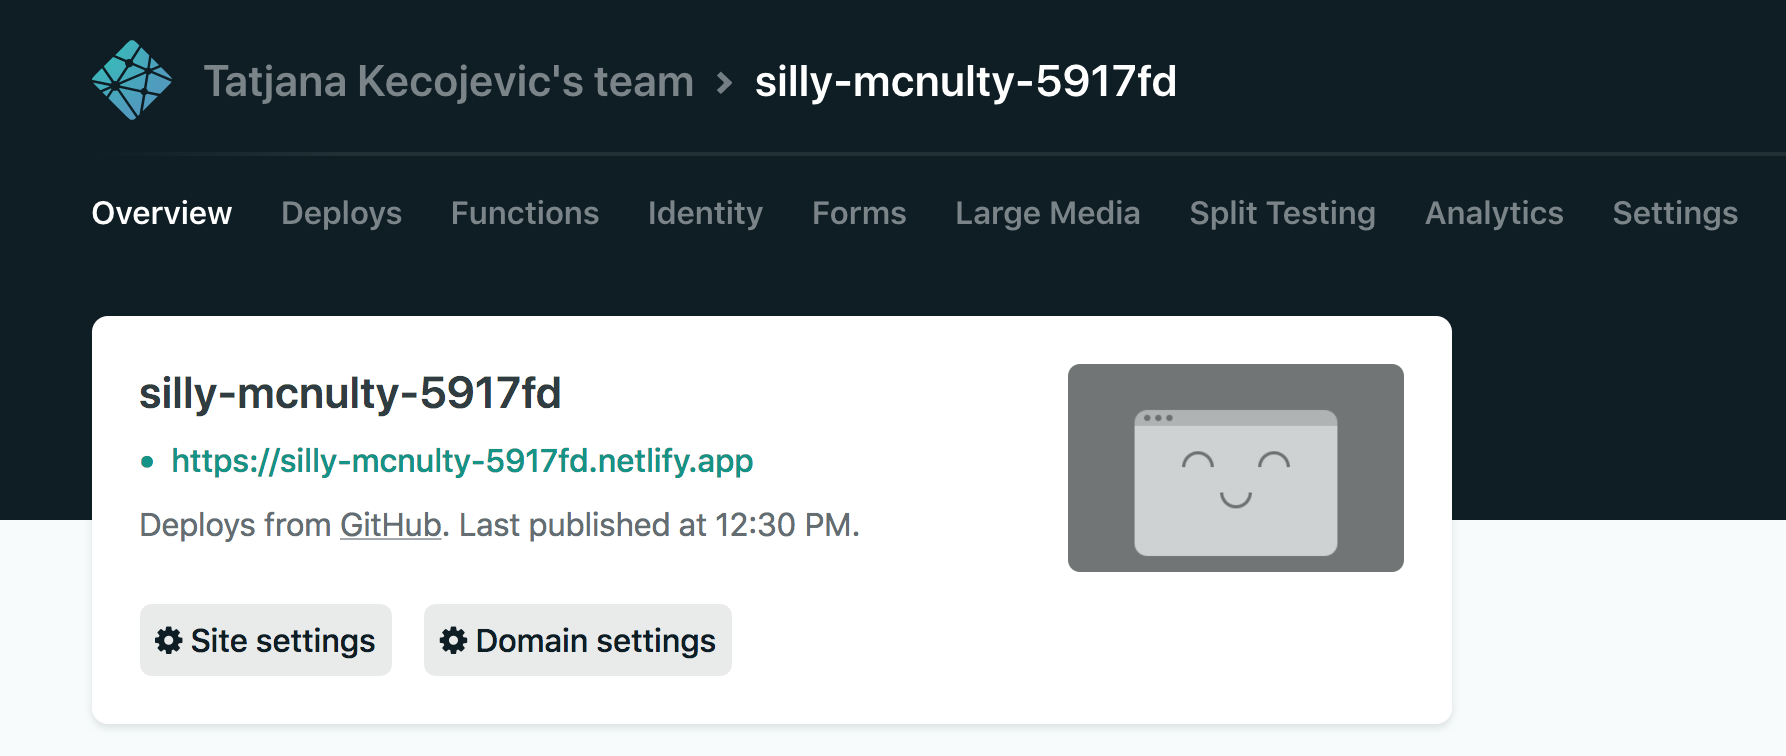 Tatjana Kecojevic's team > silly-mcnulty-5917fd
Overview Deploys Functions Identity Forms Large Media Split Testing Analytics Settings
silly-mcnulty-5917fd
• https://silly-mcnulty-5917fd.netlify.app
Deploys from GitHub. Last published at 12:30 PM.
Site settings Domain settings